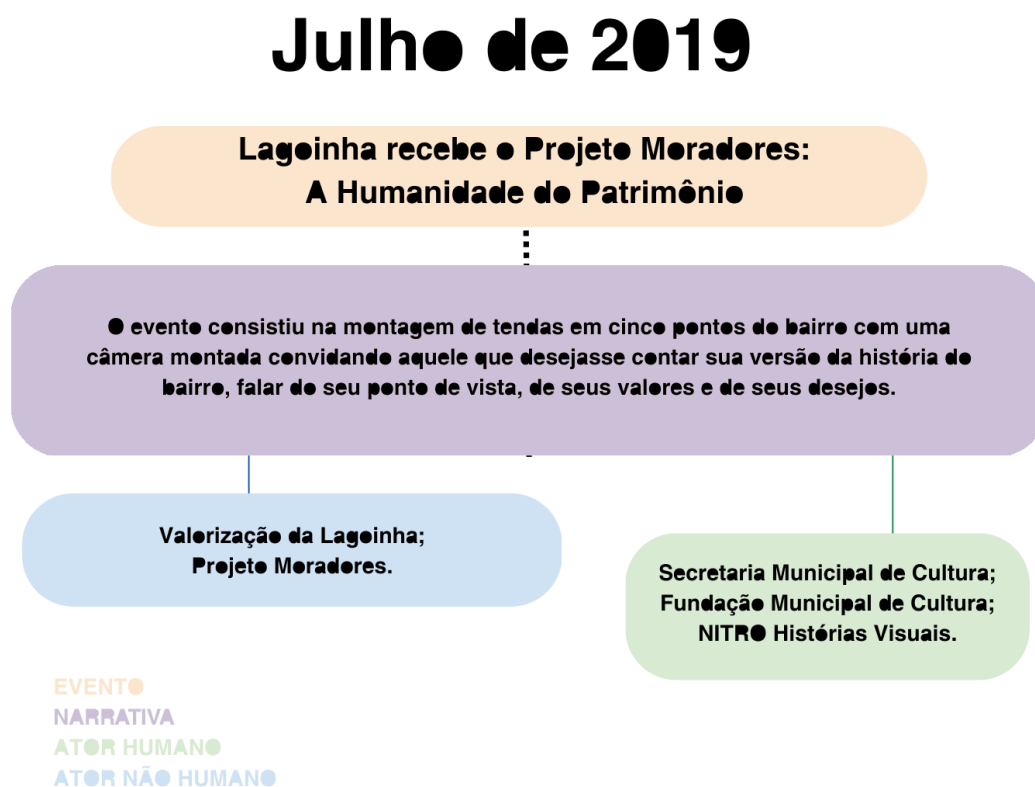 Julho de 2019
Lagoinha recebe o Projeto Moradores:
A Humanidade do Patrimônio
O evento consistiu na montagem de tendas em cinco pontos do bairro com uma
câmera montada convidando aquele que desejasse contar sua versão da história do
bairro, falar do seu ponto de vista, de seus valores e de seus desejos.
Valorização da Lagoinha;
Projeto Moradores.
Secretaria Municipal de Cultura;
Fundação Municipal de Cultura;
NITRO Histórias Visuais.
EVENTO
NARRATIVA
ATOR HUMANO
ATOR NÃO HUMANO